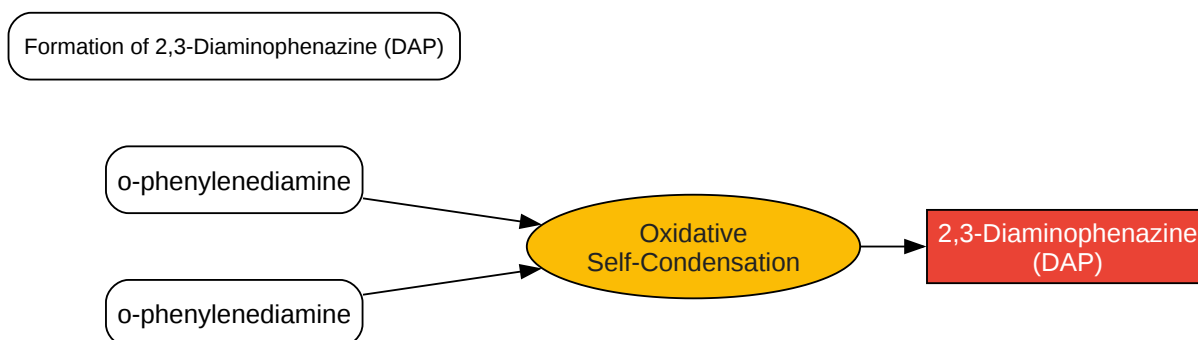 Formation of 2,3-Diaminophenazine (DAP)
o-phenylenediamine
o-phenylenediamine
Oxidative
Self-Condensation
2,3-Diaminophenazine
(DAP)